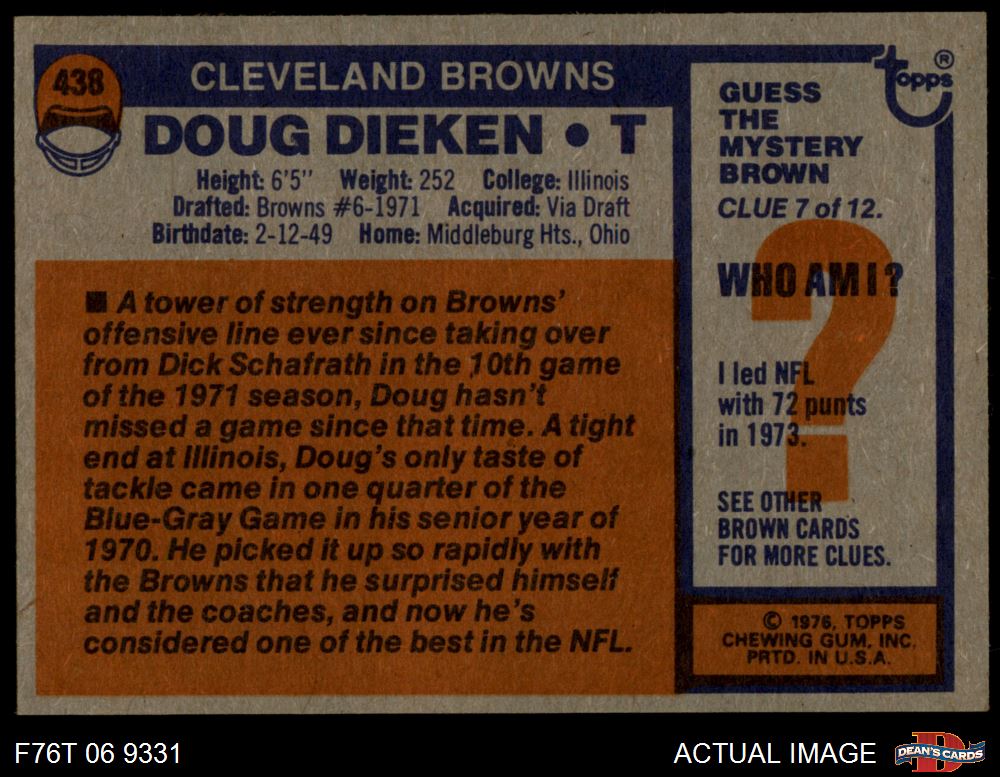 438
CLEVELAND BROWNS
DOUG DIEKEN • T
Height: 6'5" Weight: 252 College: Illinois
Drafted: Browns #6-1971 Acquired: Via Draft
Birthdate: 2-12-49 Home: Middleburg Hts., Ohio
■ A tower of strength on Browns'
offensive line ever since taking over
from Dick Schafrath in the 10th game
of the 1971 season, Doug hasn't
missed a game since that time. A tight
end at Illinois, Doug's only taste of
tackle came in one quarter of the
Blue-Gray Game in his senior year of
1970. He picked it up so rapidly with
the Browns that he surprised himself
and the coaches, and now he's
considered one of the best in the NFL.
topps®
GUESS
THE
MYSTERY
BROWN
CLUE 7 of 12.
?
WHO AM I?
I led NFL
with 72 punts
in 1973.
SEE OTHER
BROWN CARDS
FOR MORE CLUES.
© 1976, TOPPS
CHEWING GUM, INC.
PRTD. IN U.S.A.
F76T 06 9331
ACTUAL IMAGE
D
DEAN'S CARDS